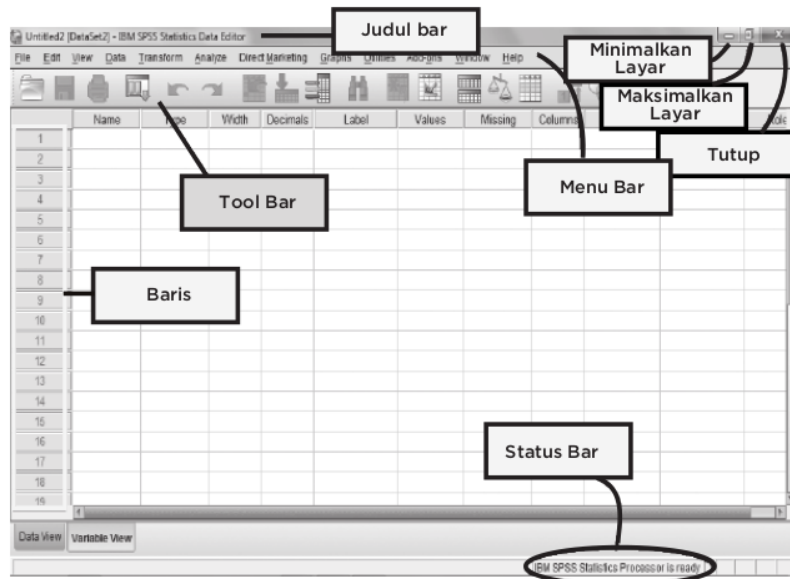 Judul bar
Untitled2 [DataSet2] - IBM SPSS Statistics Data Editor
File Edit View Data Transform Analyze Direct Marketing Graphs Utilities Add-ons Window Help
Minimalkan
Layar
Maksimalkan
Layar
Tutup
Name Type Width Decimals Label Values Missing Columns Role
Menu Bar
Tool Bar
Baris
Status Bar
1
2
3
4
5
6
7
8
9
10
11
12
13
14
15
16
17
18
19
Data View Variable View
IBM SPSS Statistics Processor is ready